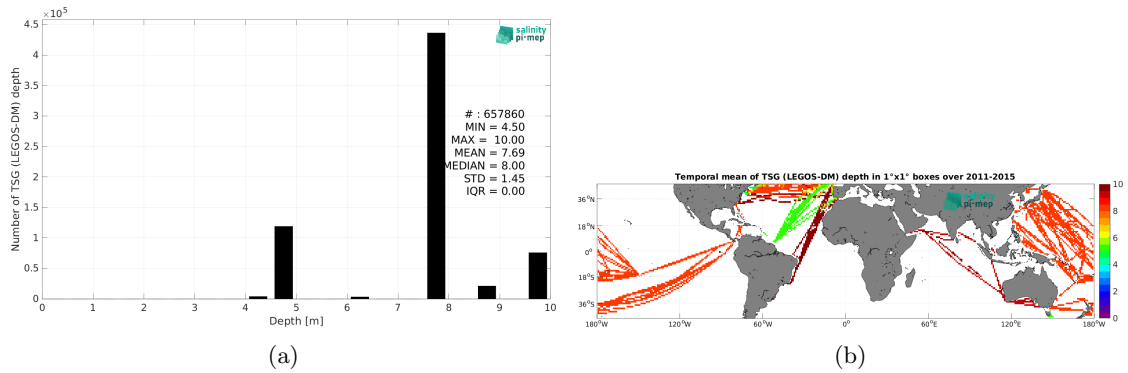 ×10⁵
4.5
4
3.5
3
2.5
2
1.5
1
0.5
0
Number of TSG (LEGOS-DM) depth
salinity
pi-mep
# : 657860
MIN = 4.50
MAX = 10.00
MEAN = 7.69
MEDIAN = 8.00
STD = 1.45
IQR = 0.00
0 1 2 3 4 5 6 7 8 9 10
Depth [m]
(a)
Temporal mean of TSG (LEGOS-DM) depth in 1°x1° boxes over 2011-2015
salinity
pi-mep
36°N
18°N
0°
18°S
36°S
180°W 120°W 60°W 0° 60°E 120°E 180°W
10
8
6
4
2
0
(b)